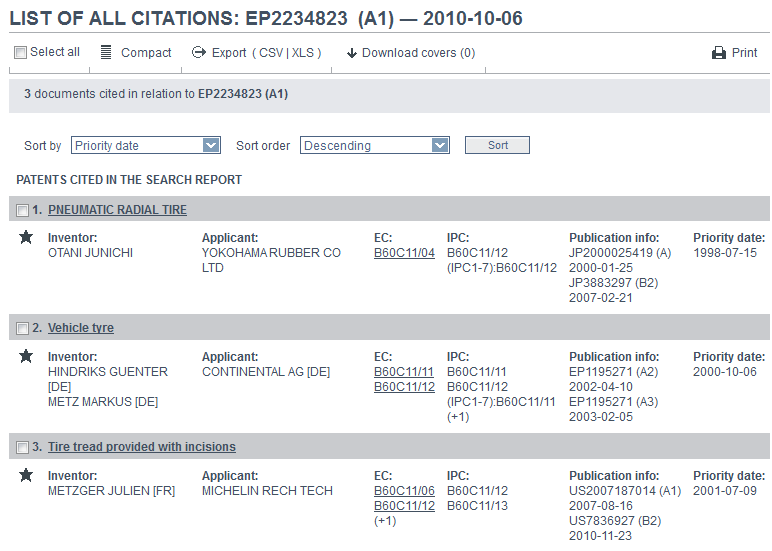 LIST OF ALL CITATIONS: EP2234823 (A1) — 2010-10-06
Select all Compact Export ( CSV | XLS ) Download covers (0) Print
3 documents cited in relation to EP2234823 (A1)
Sort by Priority date Sort order Descending Sort
PATENTS CITED IN THE SEARCH REPORT
1. PNEUMATIC RADIAL TIRE
Inventor: Applicant: EC: IPC: Publication info: Priority date:
OTANI JUNICHI YOKOHAMA RUBBER CO B60C11/04 B60C11/12 JP2000025419 (A) 1998-07-15
LTD (IPC1-7):B60C11/12 2000-01-25
JP3883297 (B2)
2007-02-21
2. Vehicle tyre
Inventor: Applicant: EC: IPC: Publication info: Priority date:
HINDRIKS GUENTER CONTINENTAL AG [DE] B60C11/11 B60C11/11 EP1195271 (A2) 2000-10-06
[DE] B60C11/12 B60C11/12 2002-04-10
METZ MARKUS [DE] (IPC1-7):B60C11/11 EP1195271 (A3)
(+1) 2003-02-05
3. Tire tread provided with incisions
Inventor: Applicant: EC: IPC: Publication info: Priority date:
METZGER JULIEN [FR] MICHELIN RECH TECH B60C11/06 B60C11/12 US2007187014 (A1) 2001-07-09
B60C11/12 B60C11/13 2007-08-16
(+1) US7836927 (B2)
2010-11-23